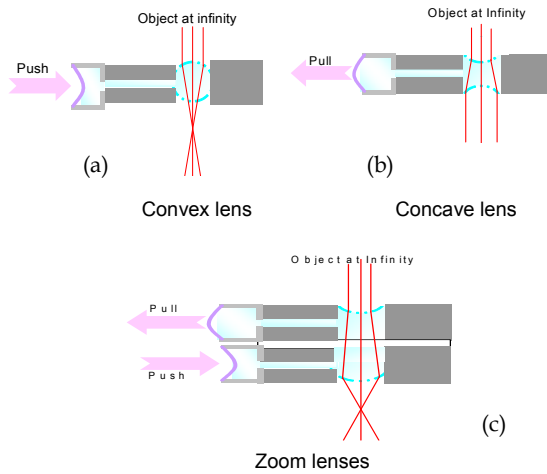 Object at infinity
Push
(a)
Convex lens
Object at Infinity
Pull
(b)
Concave lens
Object at Infinity
Pull
Push
(c)
Zoom lenses